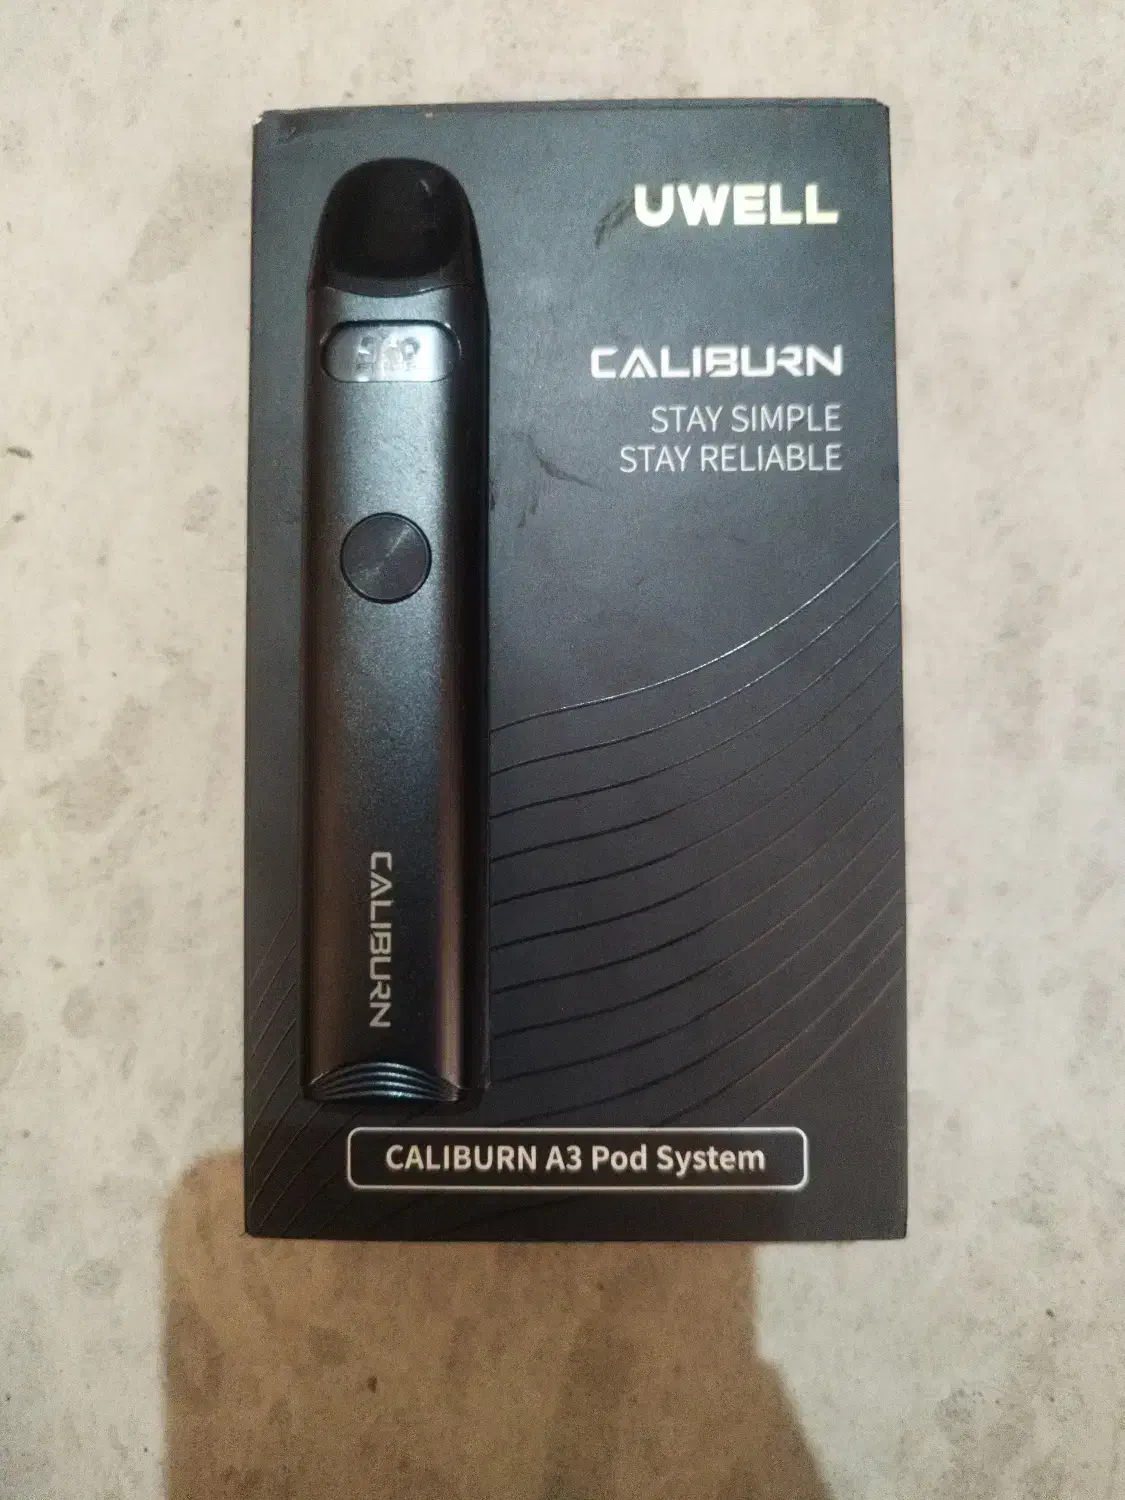 UWELL
CALIBURN
STAY SIMPLE
STAY RELIABLE
CALIBURN
CALIBURN A3 Pod System